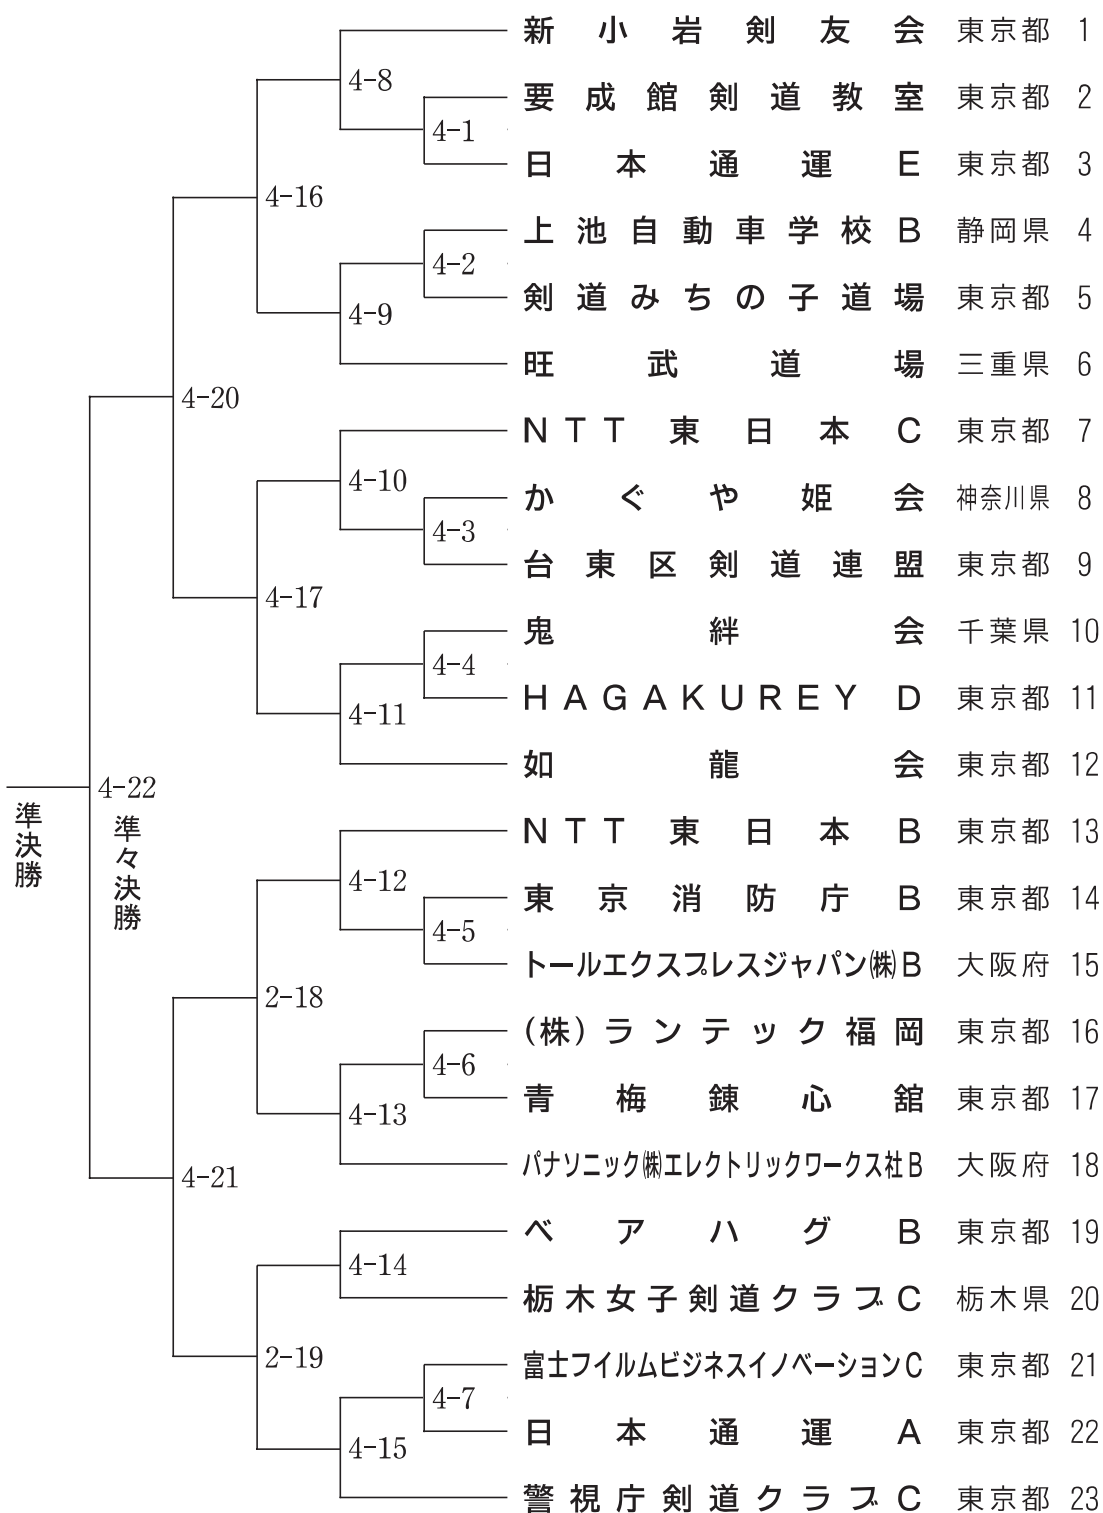 新小岩剣友会 東京都 1
4-8
要成館剣道教室 東京都 2
4-1
日本通運E 東京都 3
4-16
上池自動車学校B 静岡県 4
4-2
剣道みちの子道場 東京都 5
4-9
旺武道場 三重県 6
4-20
NTT東日本C 東京都 7
4-10
かぐや姫会 神奈川県 8
4-3
台東区剣道連盟 東京都 9
4-17
鬼絆会 千葉県 10
4-4
HAGAKUREY D 東京都 11
4-11
如龍会 東京都 12
4-22
準決勝
準々決勝
NTT東日本B 東京都 13
4-12
東京消防庁B 東京都 14
4-5
トールエクスプレスジャパン㈱B 大阪府 15
2-18
(株)ランテック福岡 東京都 16
4-6
青梅錬心舘 東京都 17
4-13
パナソニック㈱エレクトリックワークス社B 大阪府 18
4-21
ベアハグB 東京都 19
4-14
栃木女子剣道クラブC 栃木県 20
2-19
富士フイルムビジネスイノベーションC 東京都 21
4-7
日本通運A 東京都 22
4-15
警視庁剣道クラブC 東京都 23